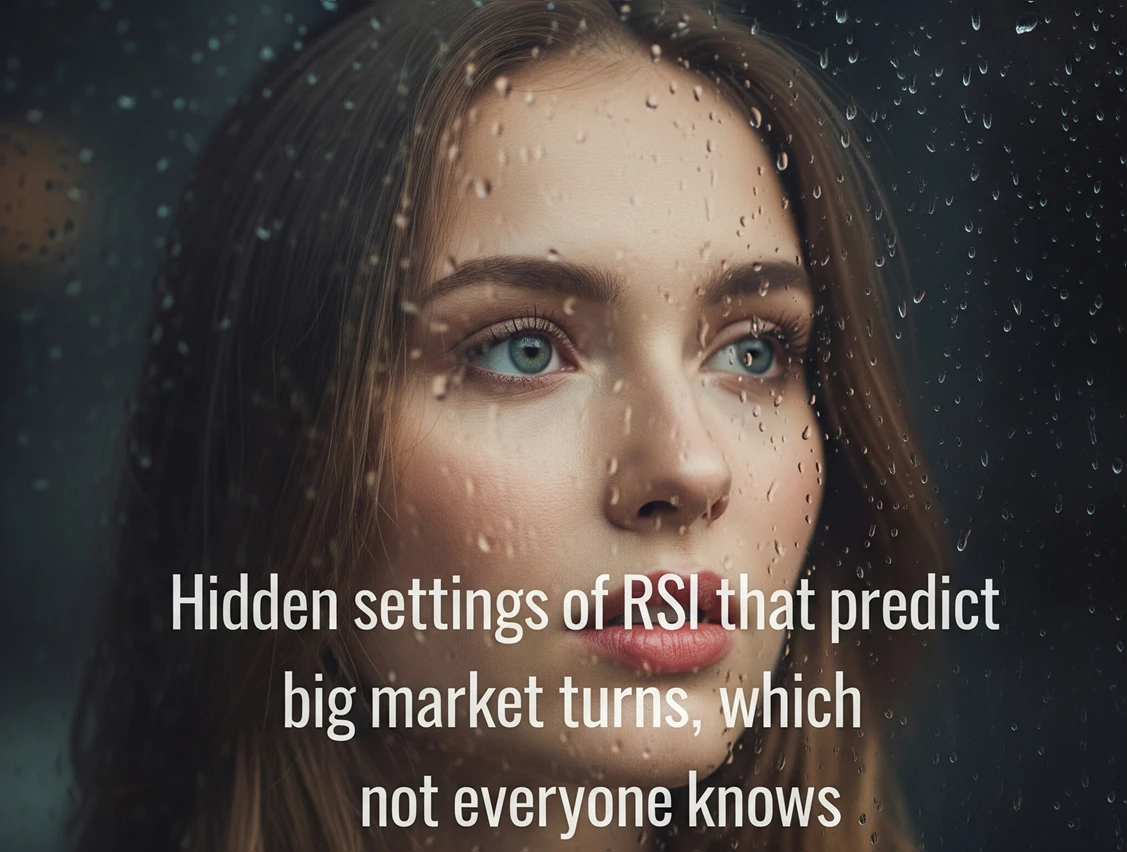 Hidden settings of RSI that predict
big market turns, which
not everyone knows